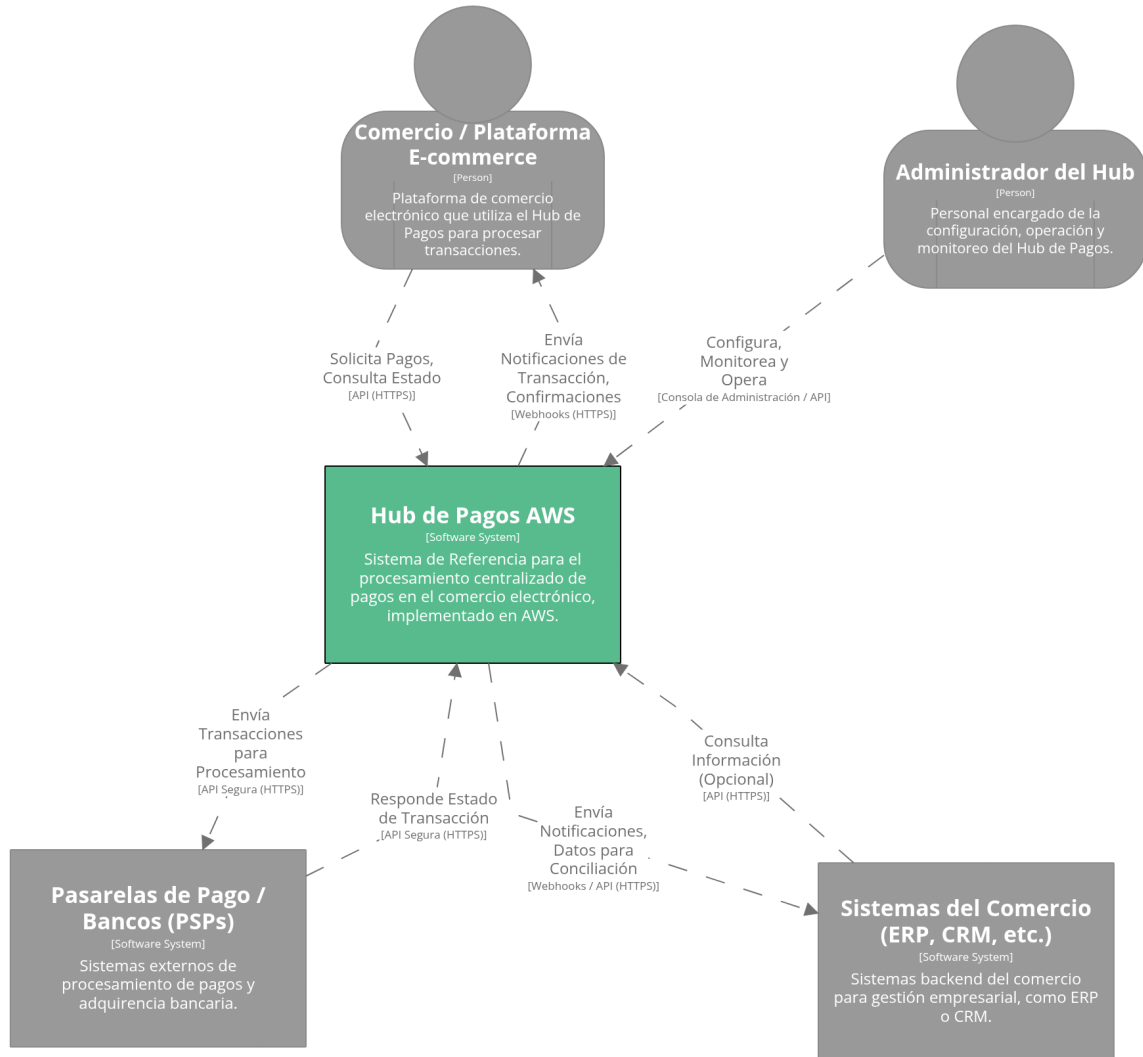 Comercio / Plataforma
E-commerce
[Person]
Plataforma de comercio
electrónico que utiliza el Hub de
Pagos para procesar
transacciones.
Administrador del Hub
[Person]
Personal encargado de la
configuración, operación y
monitoreo del Hub de Pagos.
Solicita Pagos,
Consulta Estado
[API (HTTPS)]
Envía
Notificaciones de
Transacción,
Confirmaciones
[Webhooks (HTTPS)]
Configura,
Monitorea y
Opera
[Consola de Administración / API]
Hub de Pagos AWS
[Software System]
Sistema de Referencia para el
procesamiento centralizado de
pagos en el comercio electrónico,
implementado en AWS.
Envía
Transacciones
para
Procesamiento
[API Segura (HTTPS)]
Responde Estado
de Transacción
[API Segura (HTTPS)]
Envía
Notificaciones,
Datos para
Conciliación
[Webhooks / API (HTTPS)]
Consulta
Información
(Opcional)
[API (HTTPS)]
Pasarelas de Pago /
Bancos (PSPs)
[Software System]
Sistemas externos de
procesamiento de pagos y
adquirencia bancaria.
Sistemas del Comercio
(ERP, CRM, etc.)
[Software System]
Sistemas backend del comercio
para gestión empresarial, como ERP
o CRM.